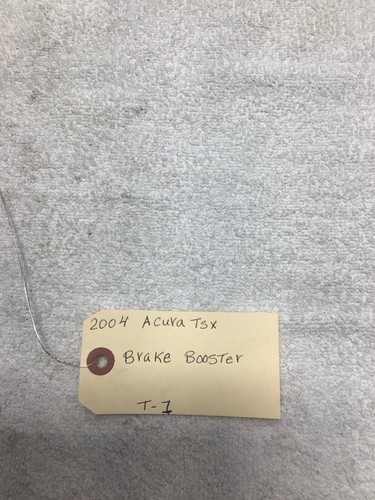 2004 Acura Tsx
Brake Booster
T-1